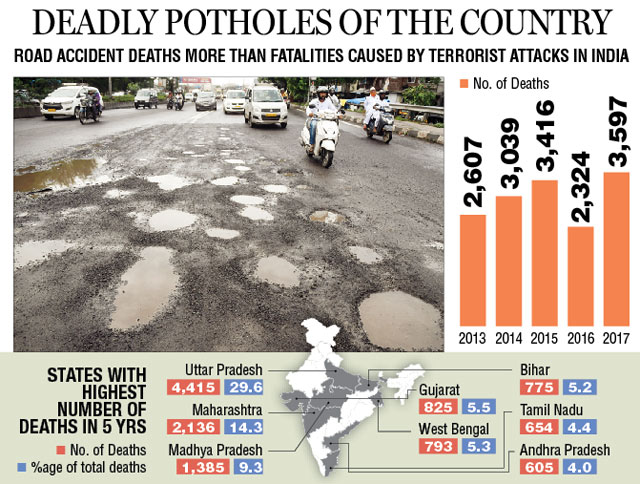 DEADLY POTHOLES OF THE COUNTRY
ROAD ACCIDENT DEATHS MORE THAN FATALITIES CAUSED BY TERRORIST ATTACKS IN INDIA
No. of Deaths
2,607
3,039
3,416
2,324
3,597
2013 2014 2015 2016 2017
STATES WITH
HIGHEST
NUMBER OF
DEATHS IN 5 YRS
No. of Deaths
%age of total deaths
Uttar Pradesh
4,415 29.6
Maharashtra
2,136 14.3
Madhya Pradesh
1,385 9.3
Gujarat
825 5.5
West Bengal
793 5.3
Bihar
775 5.2
Tamil Nadu
654 4.4
Andhra Pradesh
605 4.0